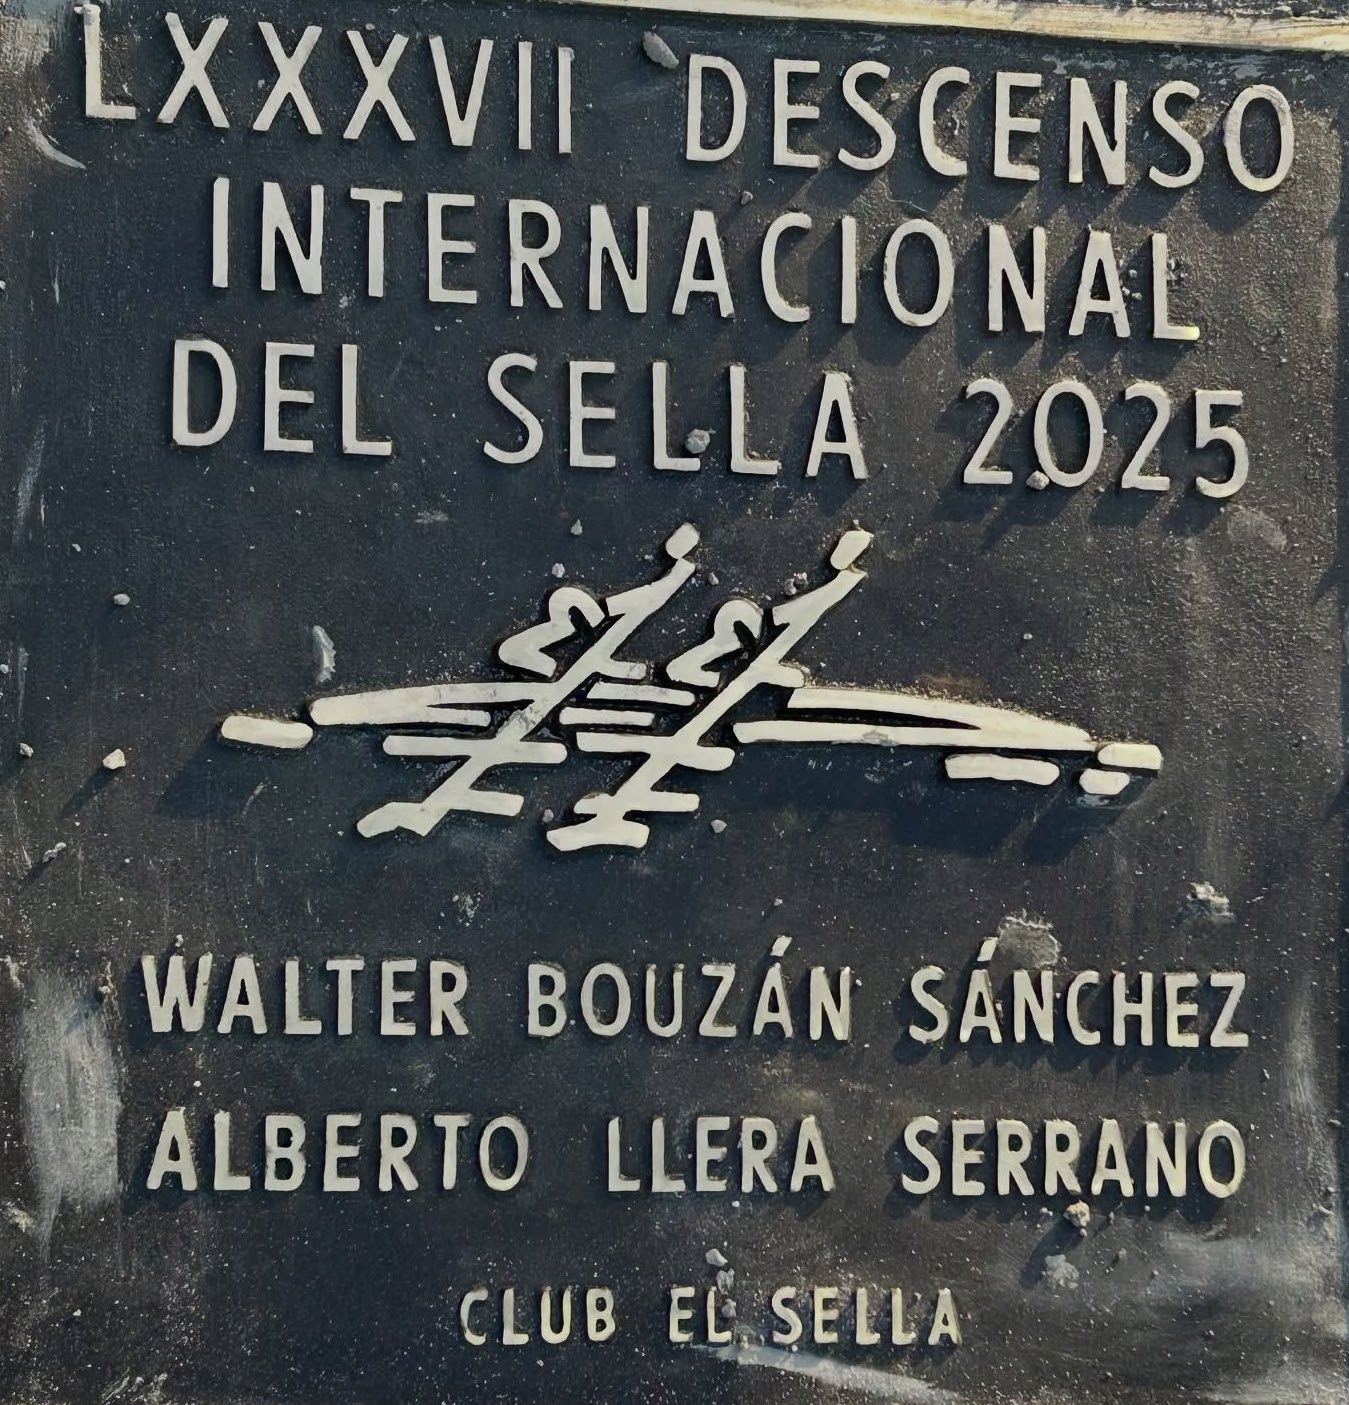 LXXXVII DESCENSO
INTERNACIONAL
DEL SELLA 2025
WALTER BOUZÁN SÁNCHEZ
ALBERTO LLERA SERRANO
CLUB EL SELLA